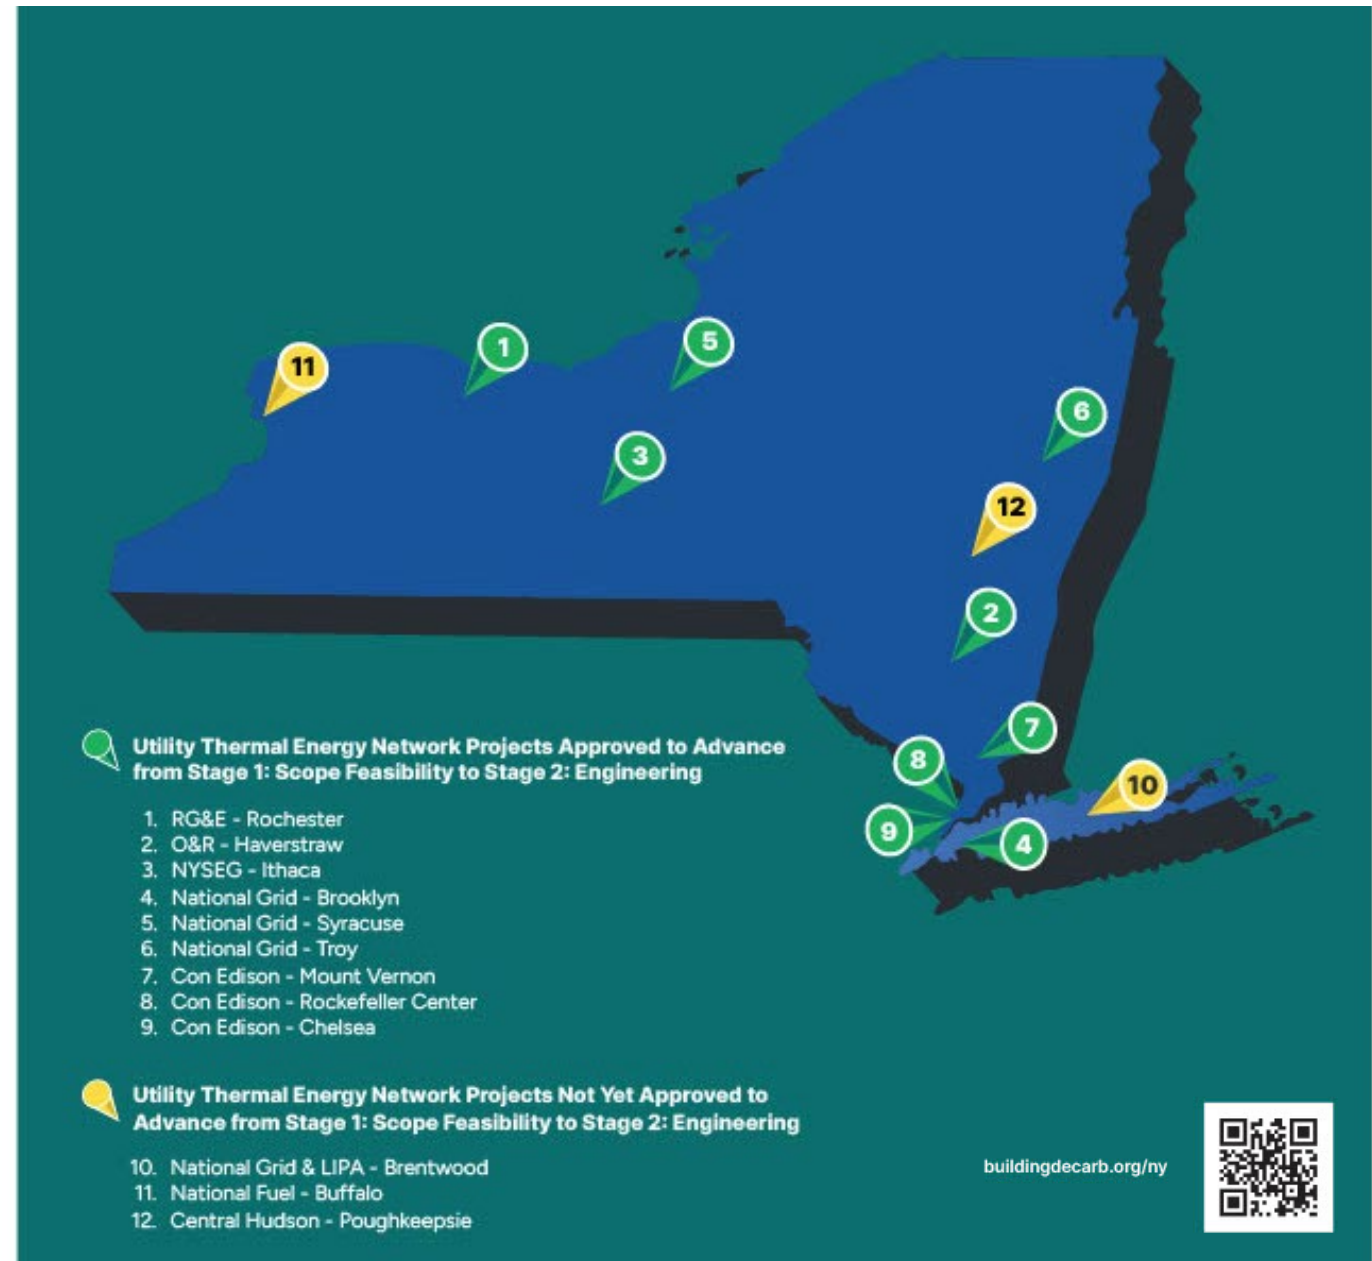 1
5
11
6
3
12
2
7
8
10
9
4
Utility Thermal Energy Network Projects Approved to Advance
from Stage 1: Scope Feasibility to Stage 2: Engineering
1. RG&E - Rochester
2. O&R - Haverstraw
3. NYSEG - Ithaca
4. National Grid - Brooklyn
5. National Grid - Syracuse
6. National Grid - Troy
7. Con Edison - Mount Vernon
8. Con Edison - Rockefeller Center
9. Con Edison - Chelsea
Utility Thermal Energy Network Projects Not Yet Approved to
Advance from Stage 1: Scope Feasibility to Stage 2: Engineering
10. National Grid & LIPA - Brentwood
11. National Fuel - Buffalo
12. Central Hudson - Poughkeepsie
buildingdecarb.org/ny